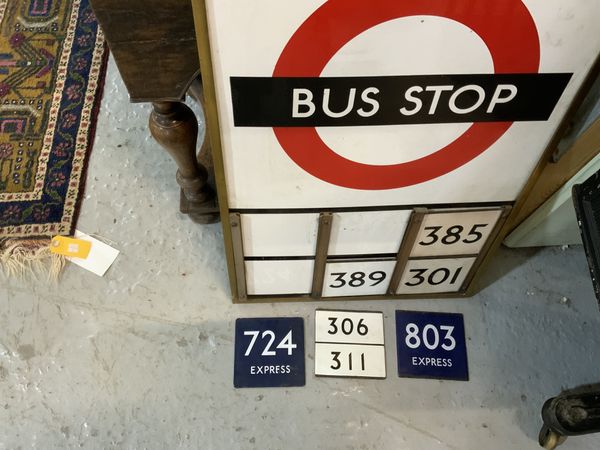 BUS STOP
385
389 301
724 306 803
EXPRESS 311 EXPRESS